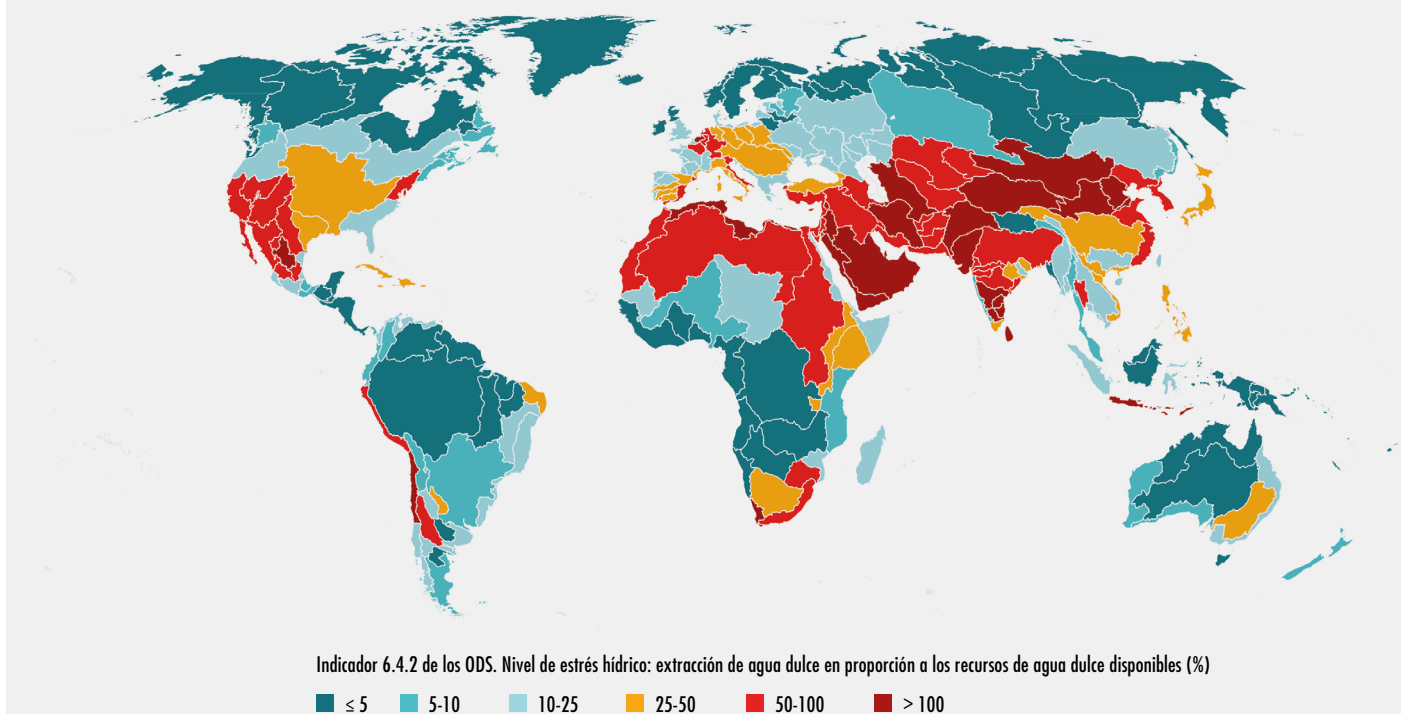 Indicador 6.4.2 de los ODS. Nivel de estrés hídrico: extracción de agua dulce en proporción a los recursos de agua dulce disponibles (%)
≤ 5 5-10 10-25 25-50 50-100 > 100